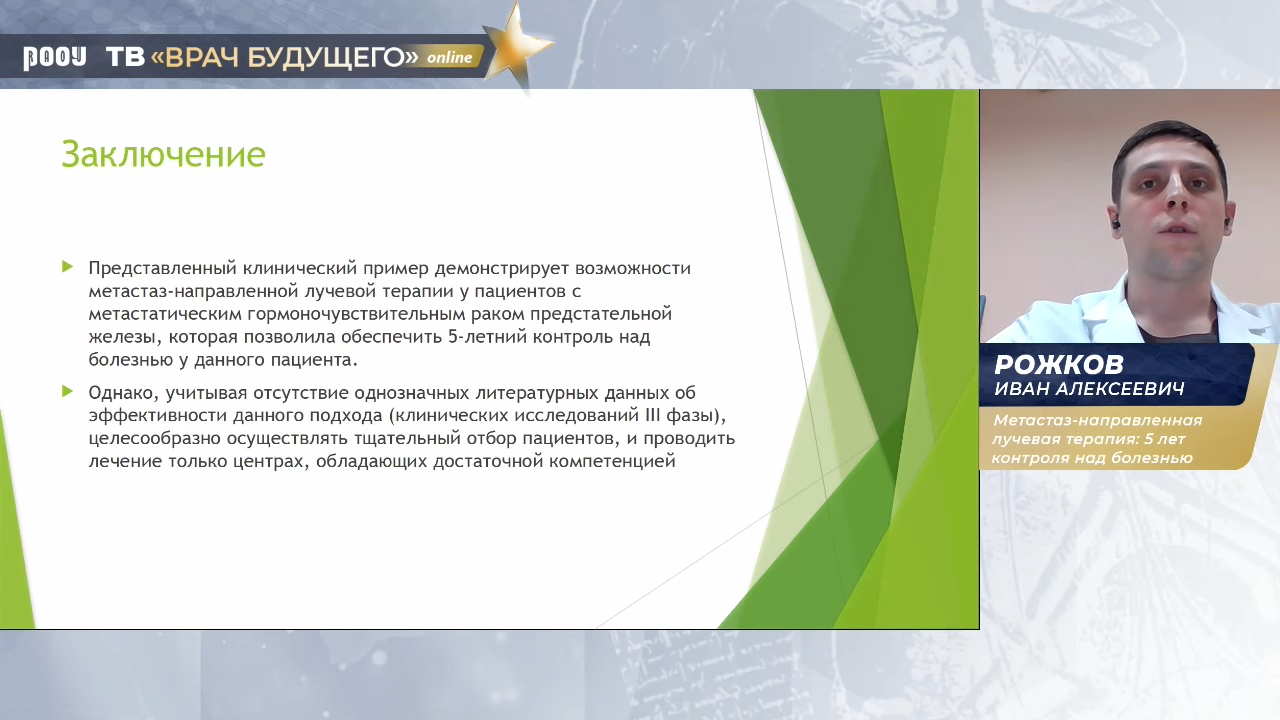 РООУ ТВ «ВРАЧ БУДУЩЕГО» online
Заключение
Представленный клинический пример демонстрирует возможности
метастаз-направленной лучевой терапии у пациентов с
метастатическим гормоночувствительным раком предстательной
железы, которая позволила обеспечить 5-летний контроль над
болезнью у данного пациента.
Однако, учитывая отсутствие однозначных литературных данных об
эффективности данного подхода (клинических исследований III фазы),
целесообразно осуществлять тщательный отбор пациентов, и проводить
лечение только центрах, обладающих достаточной компетенцией
РОЖКОВ
ИВАН АЛЕКСЕЕВИЧ
Метастаз-направленная
лучевая терапия: 5 лет
контроля над болезнью